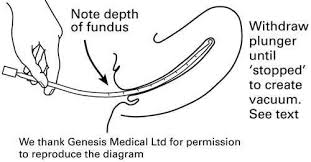 Note depth
of fundus
Withdraw
plunger
until
'stopped'
to create
vacuum.
See text
We thank Genesis Medical Ltd for permission
to reproduce the diagram